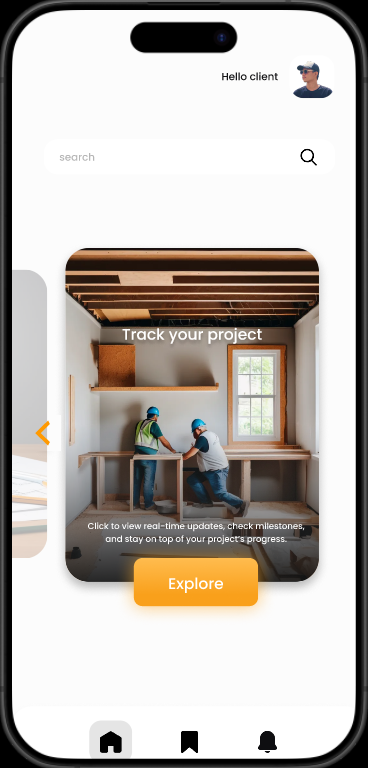 Hello client
search
Track your project
Click to view real-time updates, check milestones,
and stay on top of your project's progress.
Explore